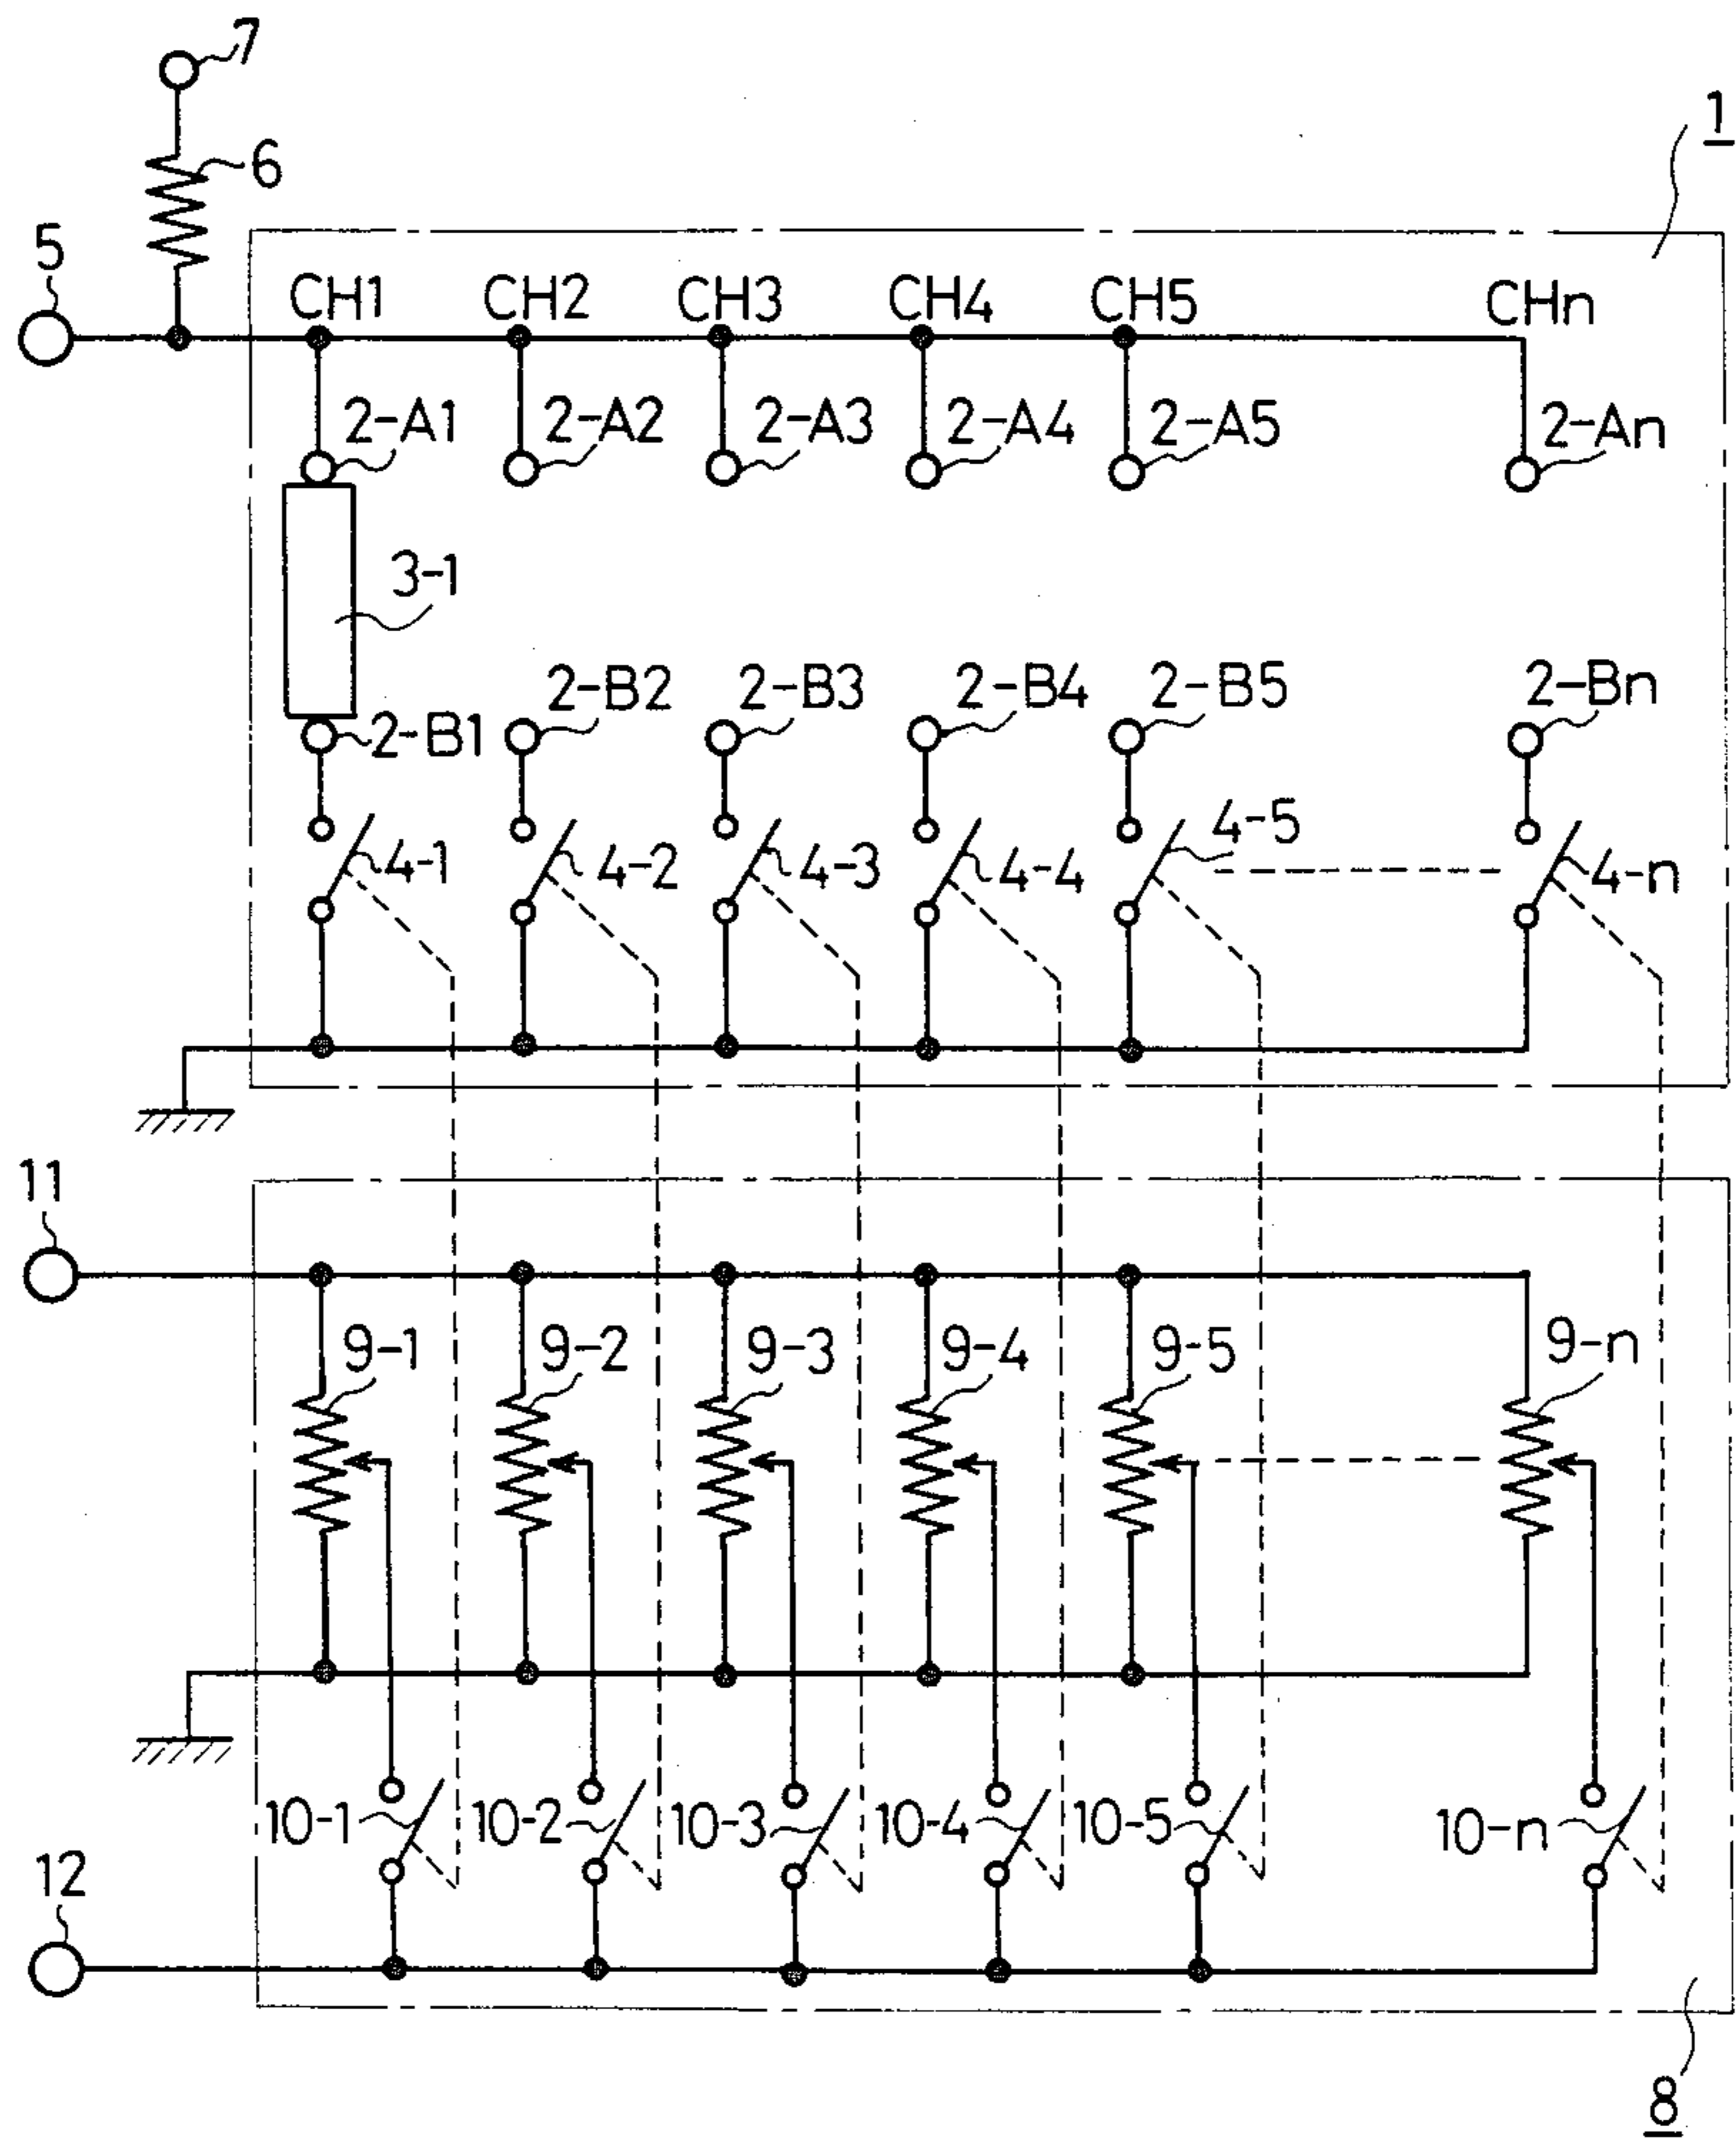 7
1
6
5
CH1 CH2 CH3 CH4 CH5 CHn
2-A1 2-A2 2-A3 2-A4 2-A5 2-An
3-1
2-B1 2-B2 2-B3 2-B4 2-B5 2-Bn
4-1 4-2 4-3 4-4 4-5 4-n
11
9-1 9-2 9-3 9-4 9-5 9-n
10-1 10-2 10-3 10-4 10-5 10-n
12
8